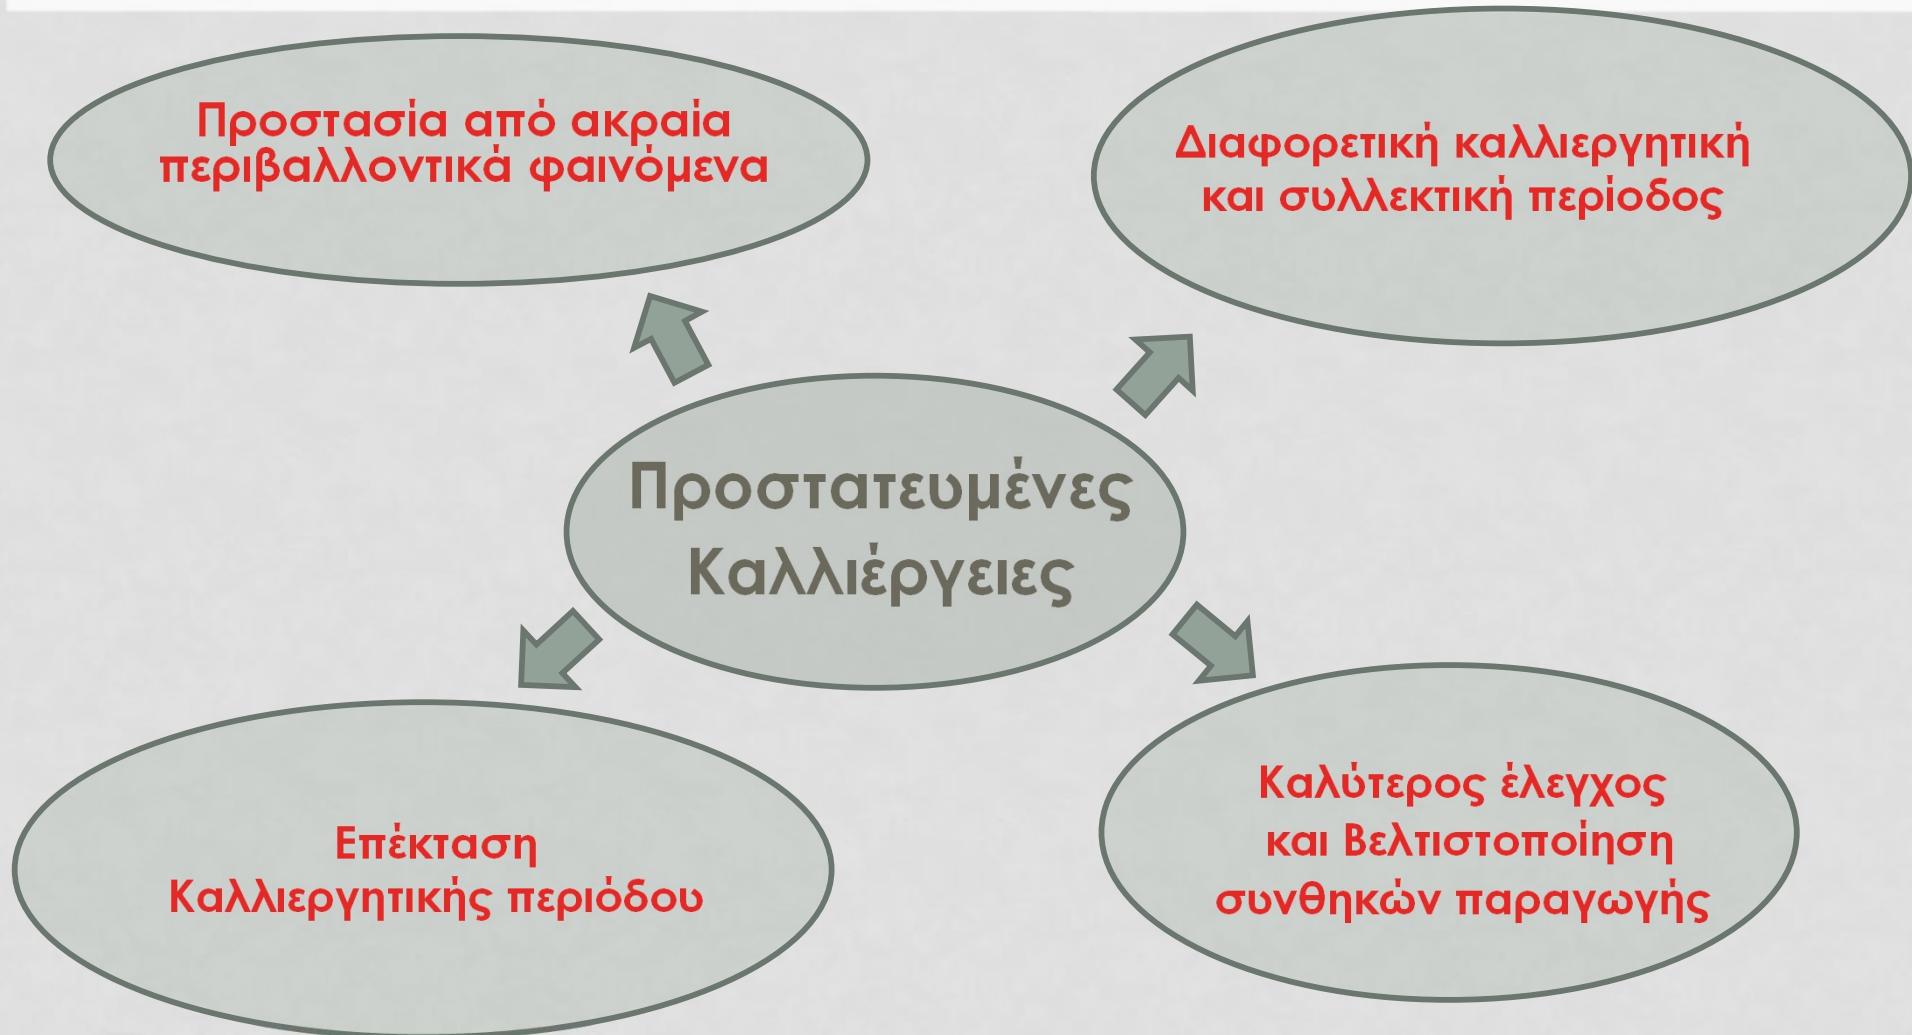 Προστασία από ακραία
περιβαλλοντικά φαινόμενα
Διαφορετική καλλιεργητική
και συλλεκτική περίοδος
Προστατευμένες
Καλλιέργειες
Επέκταση
Καλλιεργητικής περιόδου
Καλύτερος έλεγχος
και Βελτιστοποίηση
συνθηκών παραγωγής